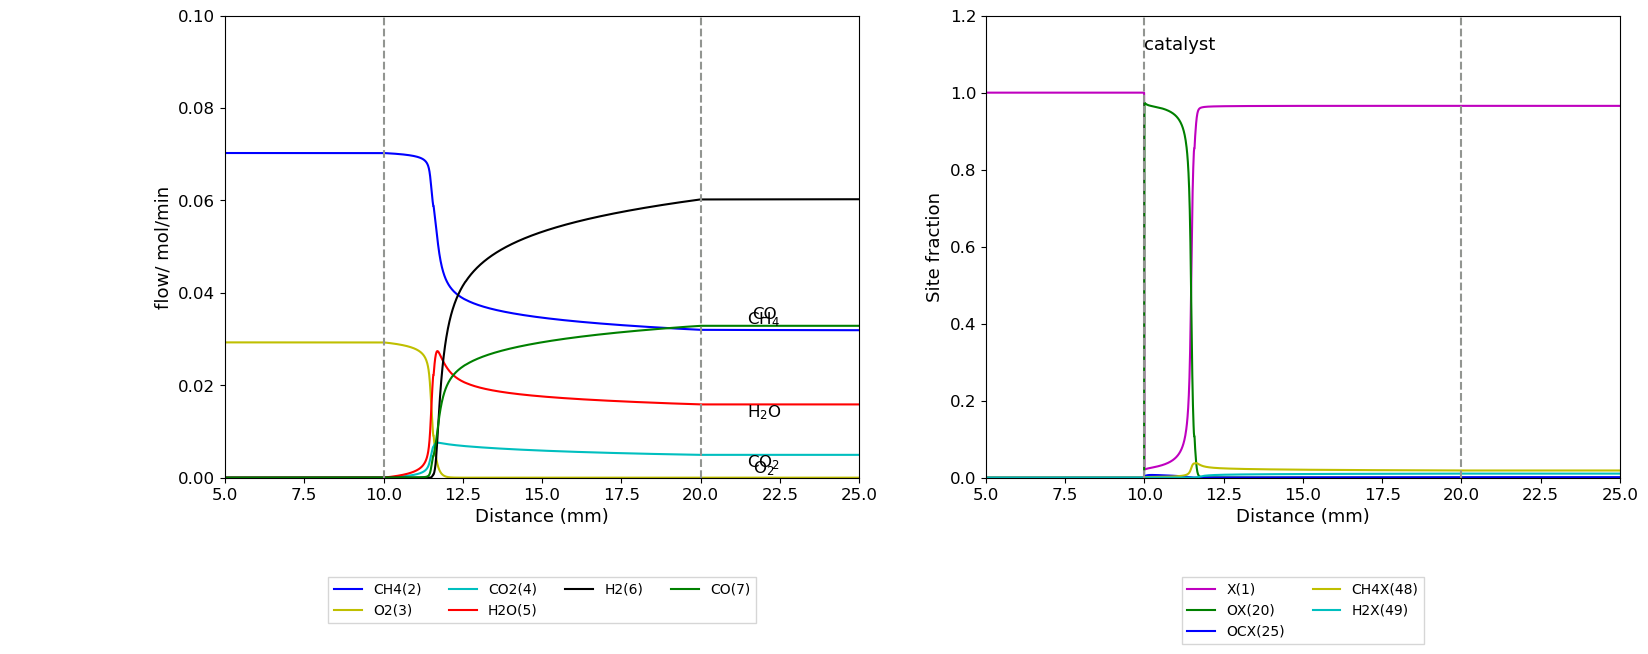 0.10
0.08
0.06
0.04
0.02
0.00
flow/ mol/min
5.0 7.5 10.0 12.5 15.0 17.5 20.0 22.5 25.0
Distance (mm)
CO
CH₄
H₂O
CO₂
O₂
CH4(2) CO2(4) H2(6) CO(7)
O2(3) H2O(5)
1.2
1.0
0.8
0.6
0.4
0.2
0.0
Site fraction
catalyst
5.0 7.5 10.0 12.5 15.0 17.5 20.0 22.5 25.0
Distance (mm)
X(1) CH4X(48)
OX(20) H2X(49)
OCX(25)